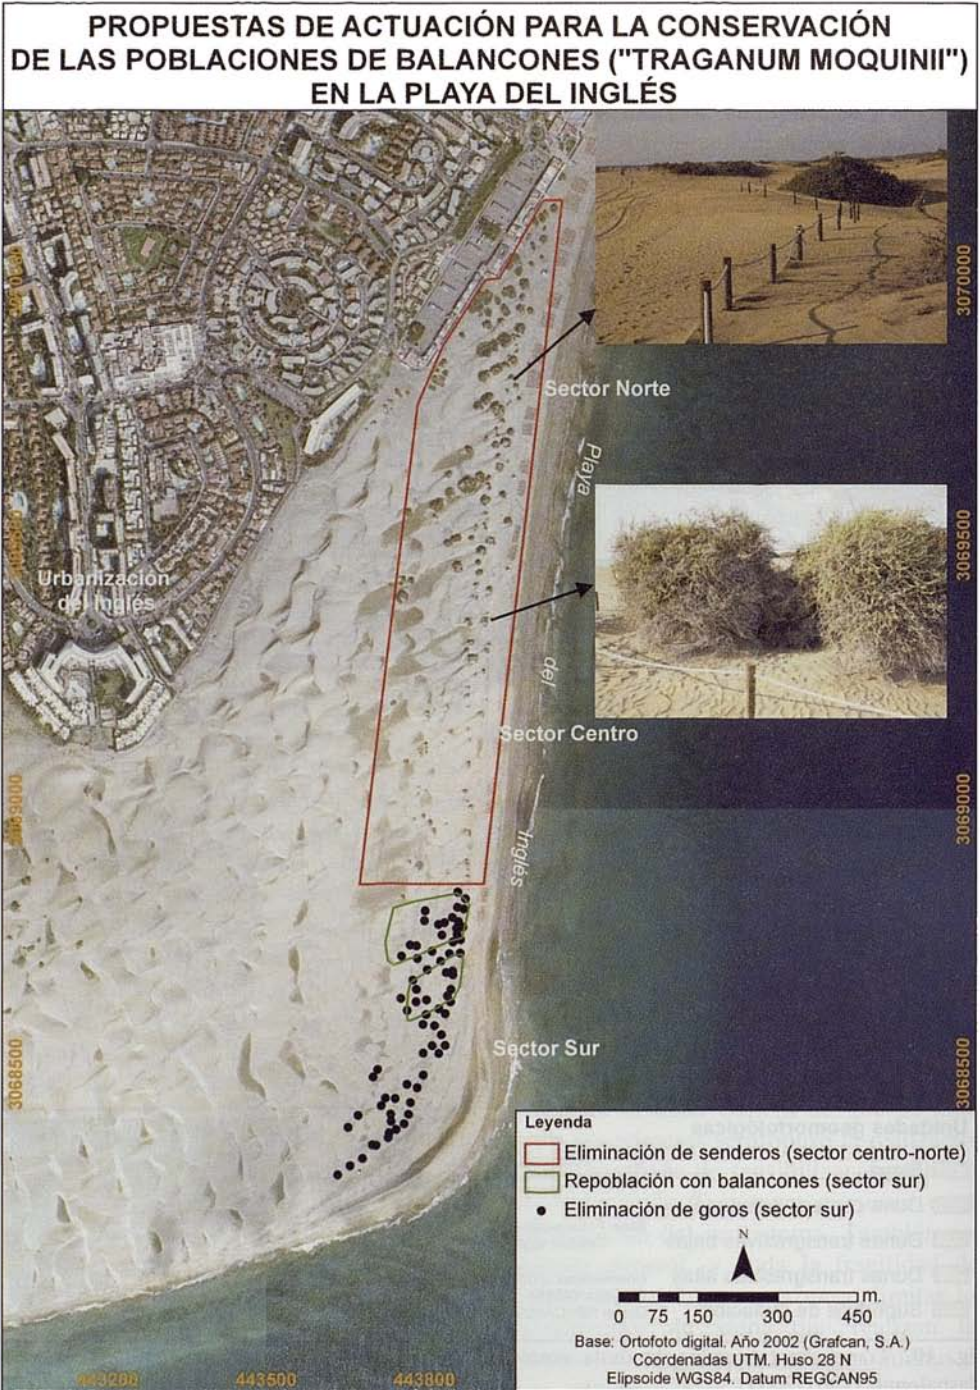 PROPUESTAS DE ACTUACIÓN PARA LA CONSERVACIÓN
DE LAS POBLACIONES DE BALANCONES ("TRAGANUM MOQUINII")
EN LA PLAYA DEL INGLÉS
3070000
Sector Norte
Playa
3069500
Urbanización
del Inglés
del
Sector Centro
3069000
3069000
Inglés
Sector Sur
3068500
3068500
Leyenda
Eliminación de senderos (sector centro-norte)
Repoblación con balancones (sector sur)
Eliminación de goros (sector sur)
N
m.
0 75 150 300 450
Base: Ortofoto digital. Año 2002 (Grafcan, S.A.)
Coordenadas UTM. Huso 28 N
Elipsoide WGS84. Datum REGCAN95
443200 443500 443800